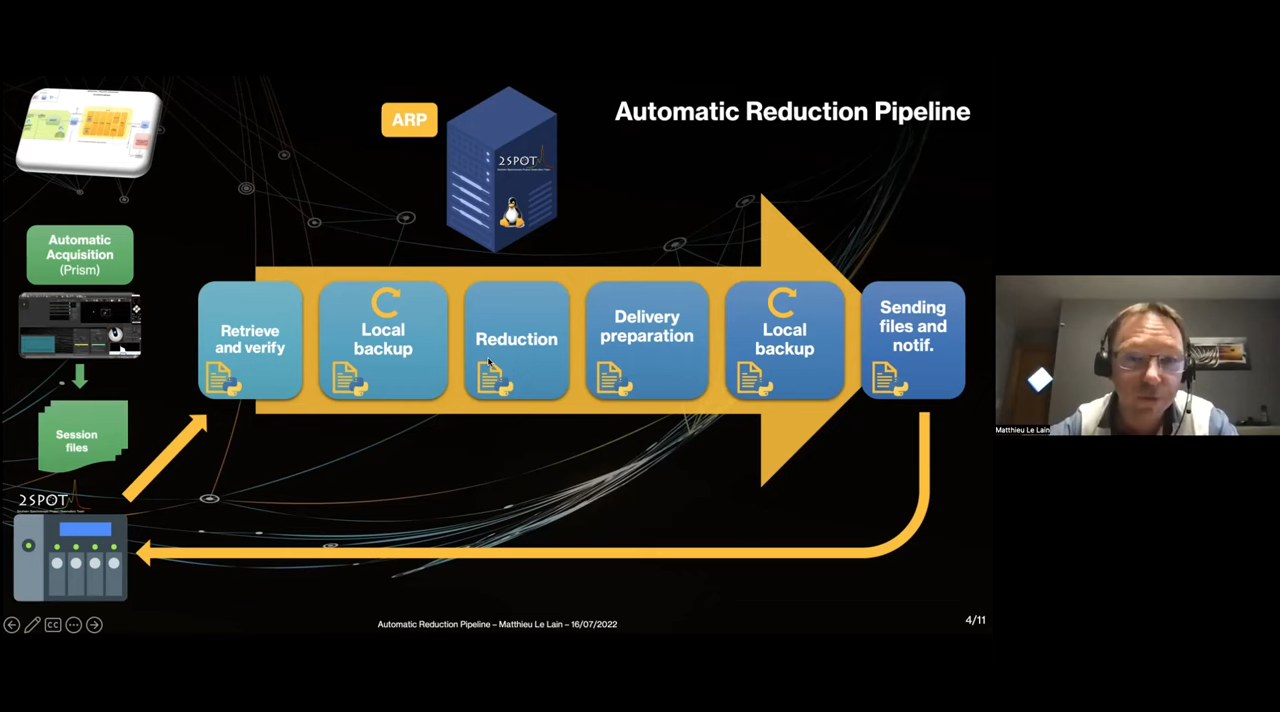 ARP
Automatic Reduction Pipeline
2SPOT
Automatic
Acquisition
(Prism)
Retrieve
and verify
Local
backup
Reduction
Delivery
preparation
Local
backup
Sending
files and
notif.
Session
files
2SPOT
Matthieu Le Lain
CC
Automatic Reduction Pipeline – Matthieu Le Lain – 16/07/2022
4/11